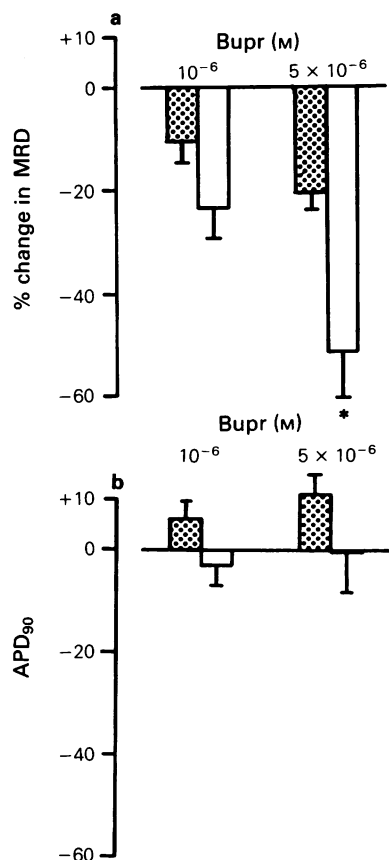 a
Bupr (M)
10⁻⁶ 5 × 10⁻⁶
+10
0
−20
−40
−60
% change in MRD
*
b
Bupr (M)
10⁻⁶ 5 × 10⁻⁶
+10
0
−20
−40
−60
APD₉₀